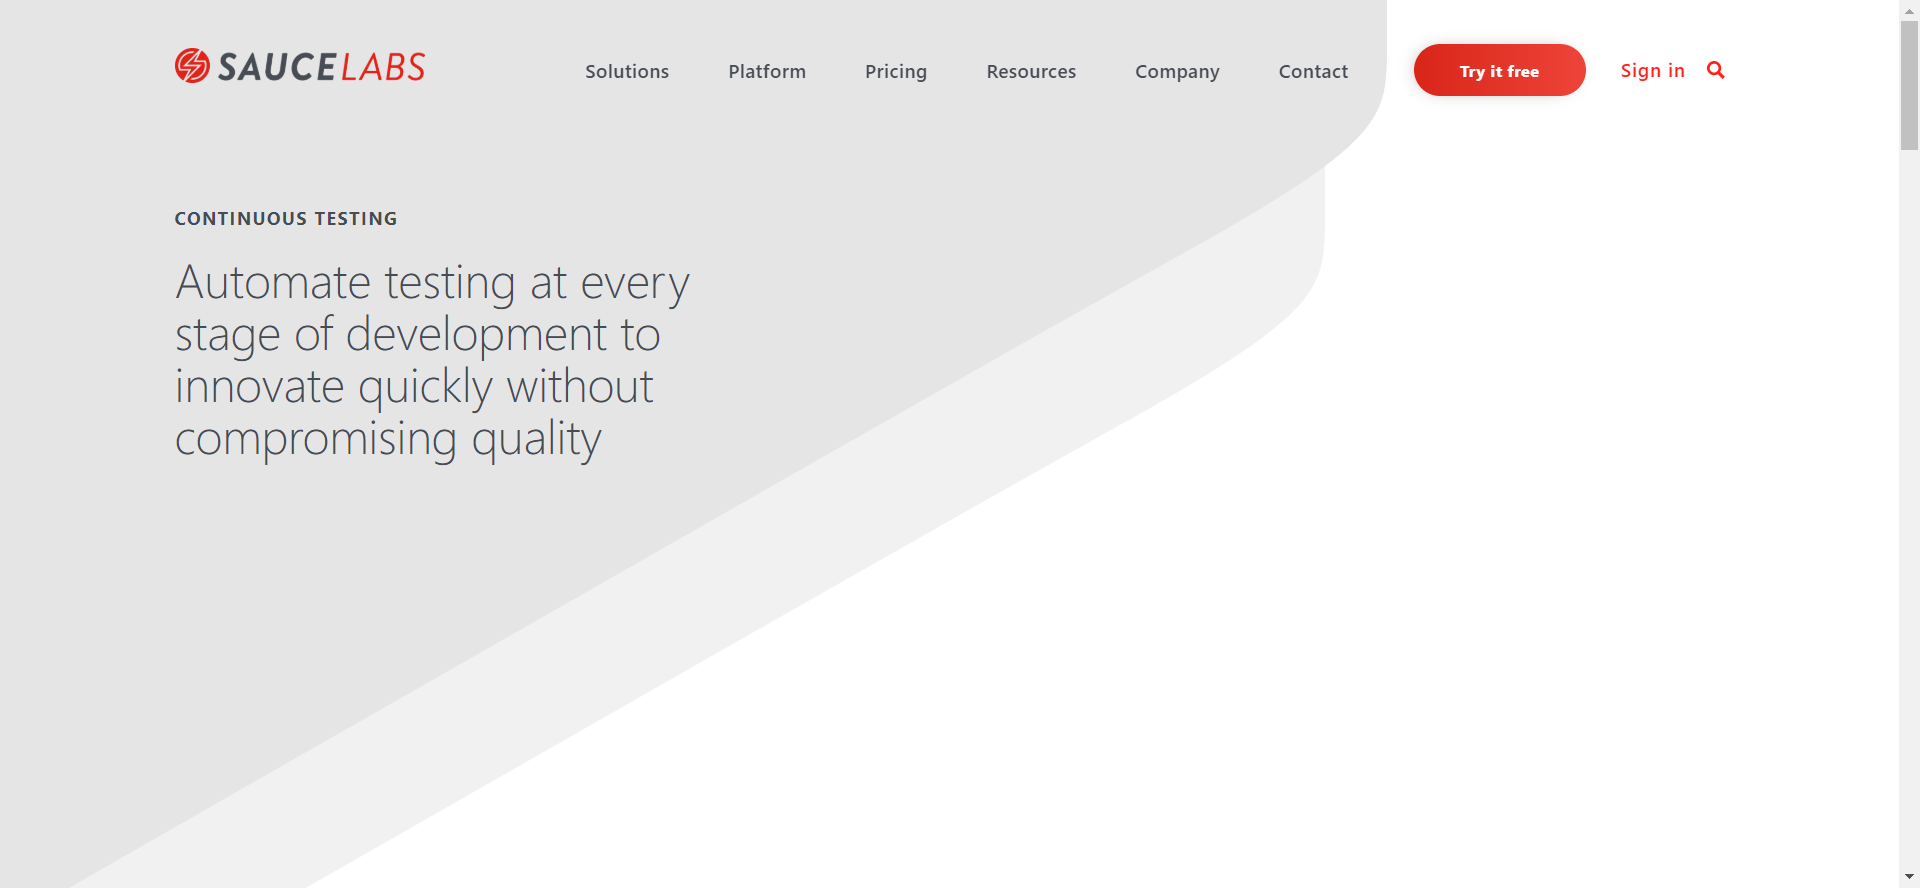 SAUCELABS
Solutions
Platform
Pricing
Resources
Company
Contact
Try it free
Sign in
CONTINUOUS TESTING
Automate testing at every
stage of development to
innovate quickly without
compromising quality